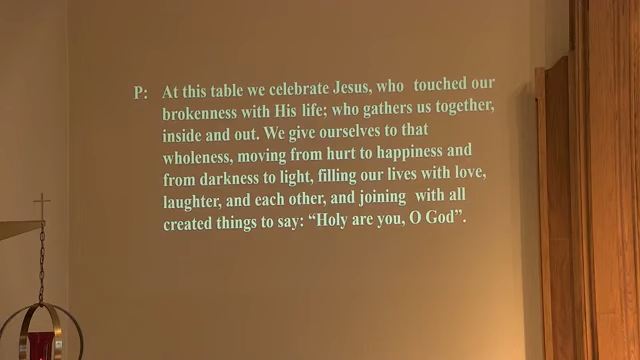 P: At this table we celebrate Jesus, who touched our
brokenness with His life; who gathers us together,
inside and out. We give ourselves to that
wholeness, moving from hurt to happiness and
from darkness to light, filling our lives with love,
laughter, and each other, and joining with all
created things to say: “Holy are you, O God”.